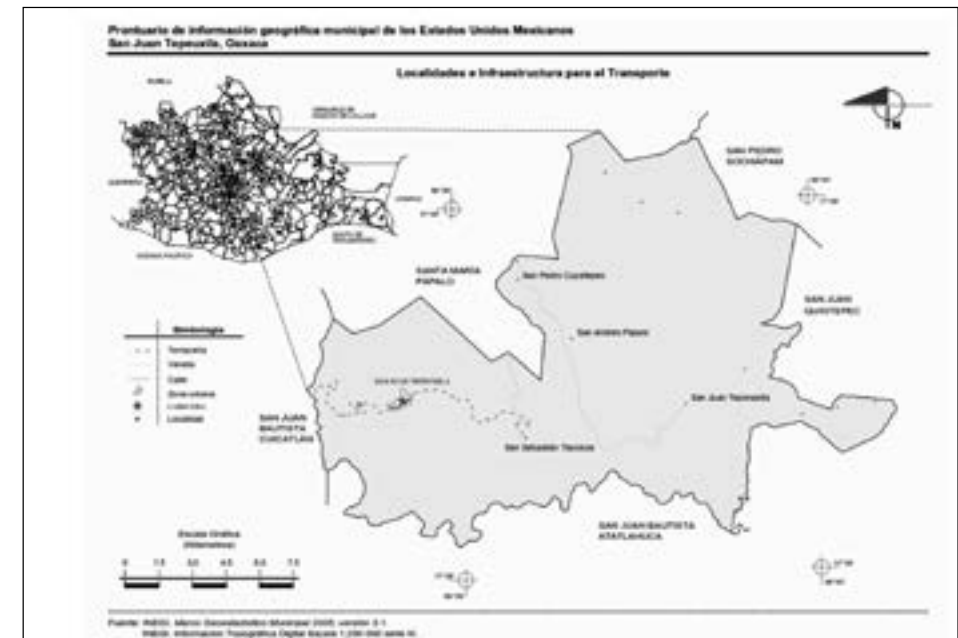 Prontuario de información geográfica municipal de los Estados Unidos Mexicanos
San Juan Tepeuxila, Oaxaca
Localidades e Infraestructura para el Transporte
PUEBLA
GUERRERO
OCÉANO PACÍFICO
N
SAN PEDRO
SOCHIÁPAM
SANTA MARÍA
PÁPALO
San Pedro Cuyaltepec
San Andrés Pápalo
SAN JUAN
QUIOTEPEC
Simbología
Terracería
Vereda
Calle
Zona urbana
Localidad
SAN JUAN
BAUTISTA
CUICATLÁN
San Juan Teponaxtla
San Sebastián Tlacolula
SAN JUAN BAUTISTA
ATATLAHUCA
Escala Gráfica
(Kilómetros)
Fuente: INEGI. Marco Geoestadístico Municipal 2005, versión 3.1.
INEGI. Información Topográfica Digital Escala 1:250 000 serie III.